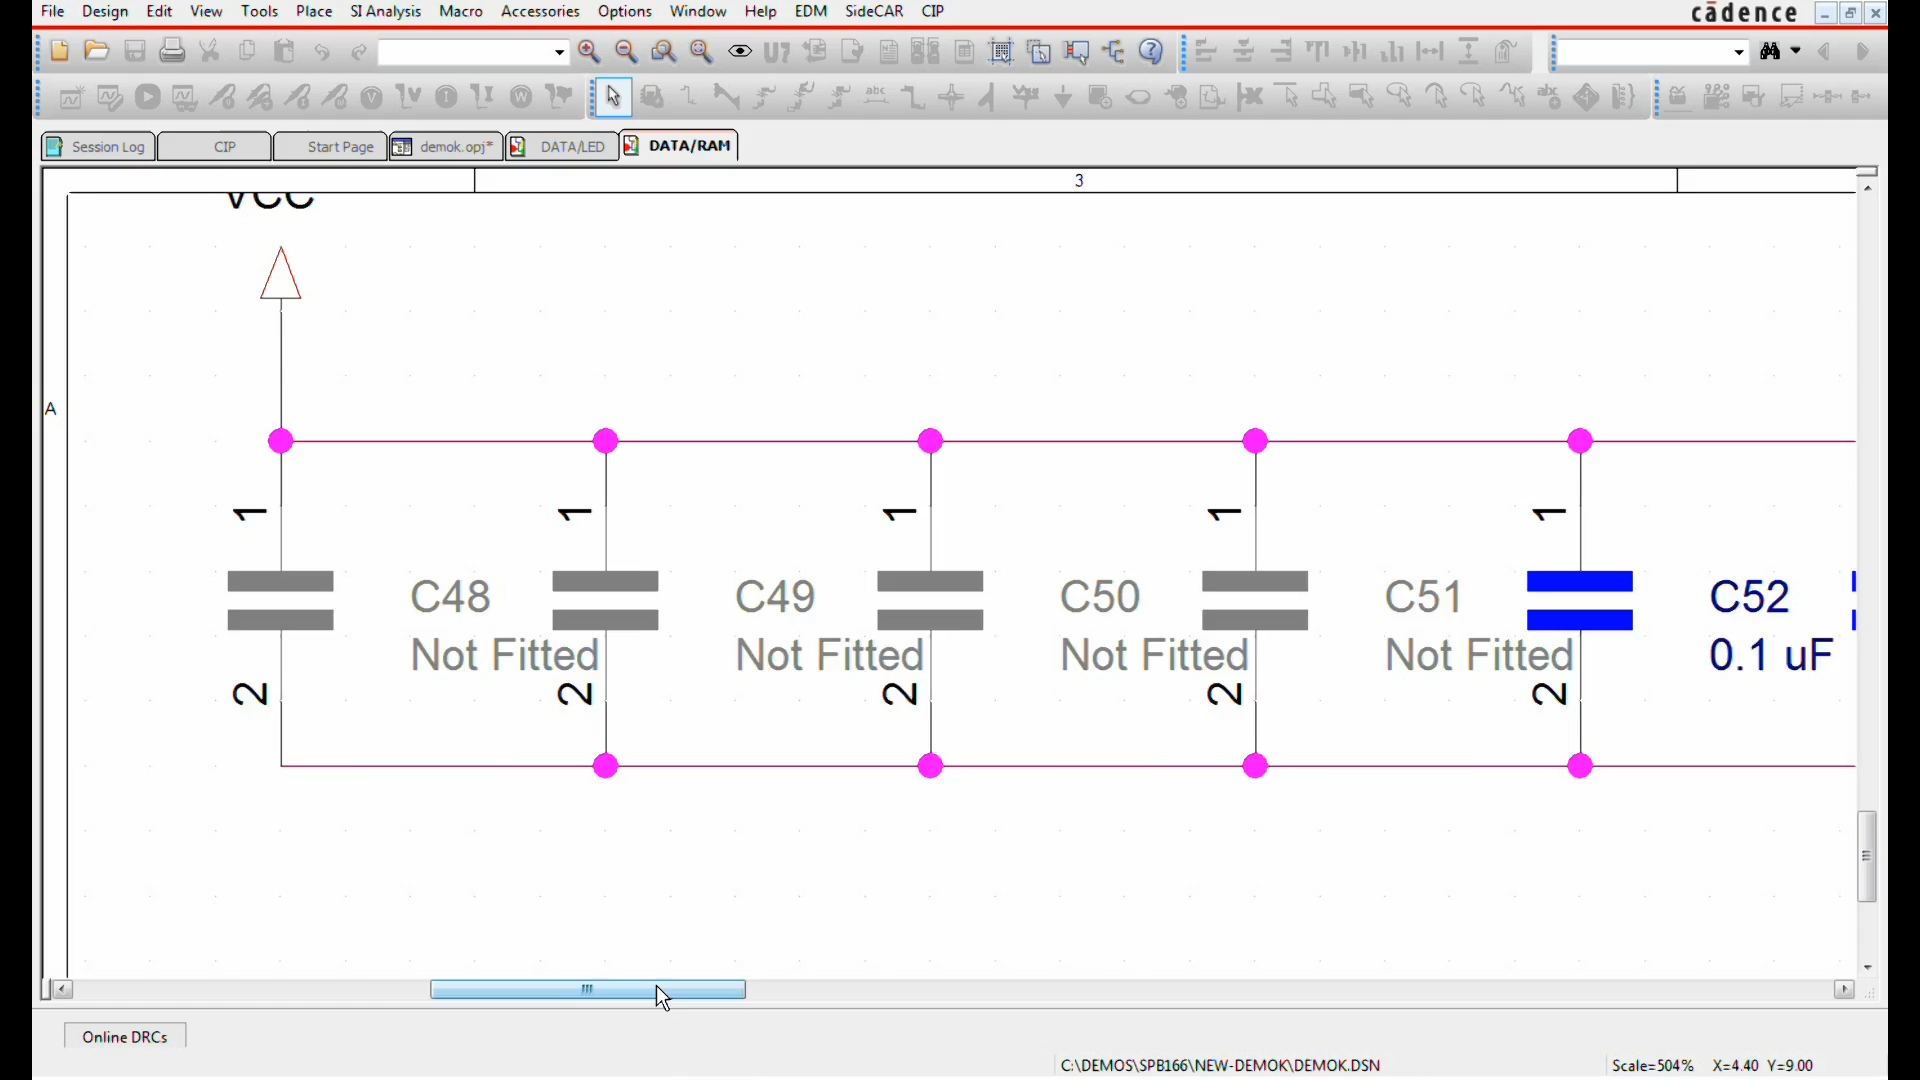 File Design Edit View Tools Place SI Analysis Macro Accessories Options Window Help EDM SideCAR CIP
cādence
Session Log CIP Start Page demok.opj* DATA/LED DATA/RAM
3
VCC
A
1 1 1 1 1
C48 C49 C50 C51 C52
Not Fitted Not Fitted Not Fitted Not Fitted 0.1 uF
2 2 2 2 2
Online DRCs
C:\DEMOS\SPB166\NEW-DEMOK\DEMOK.DSN Scale=504% X=4.40 Y=9.00